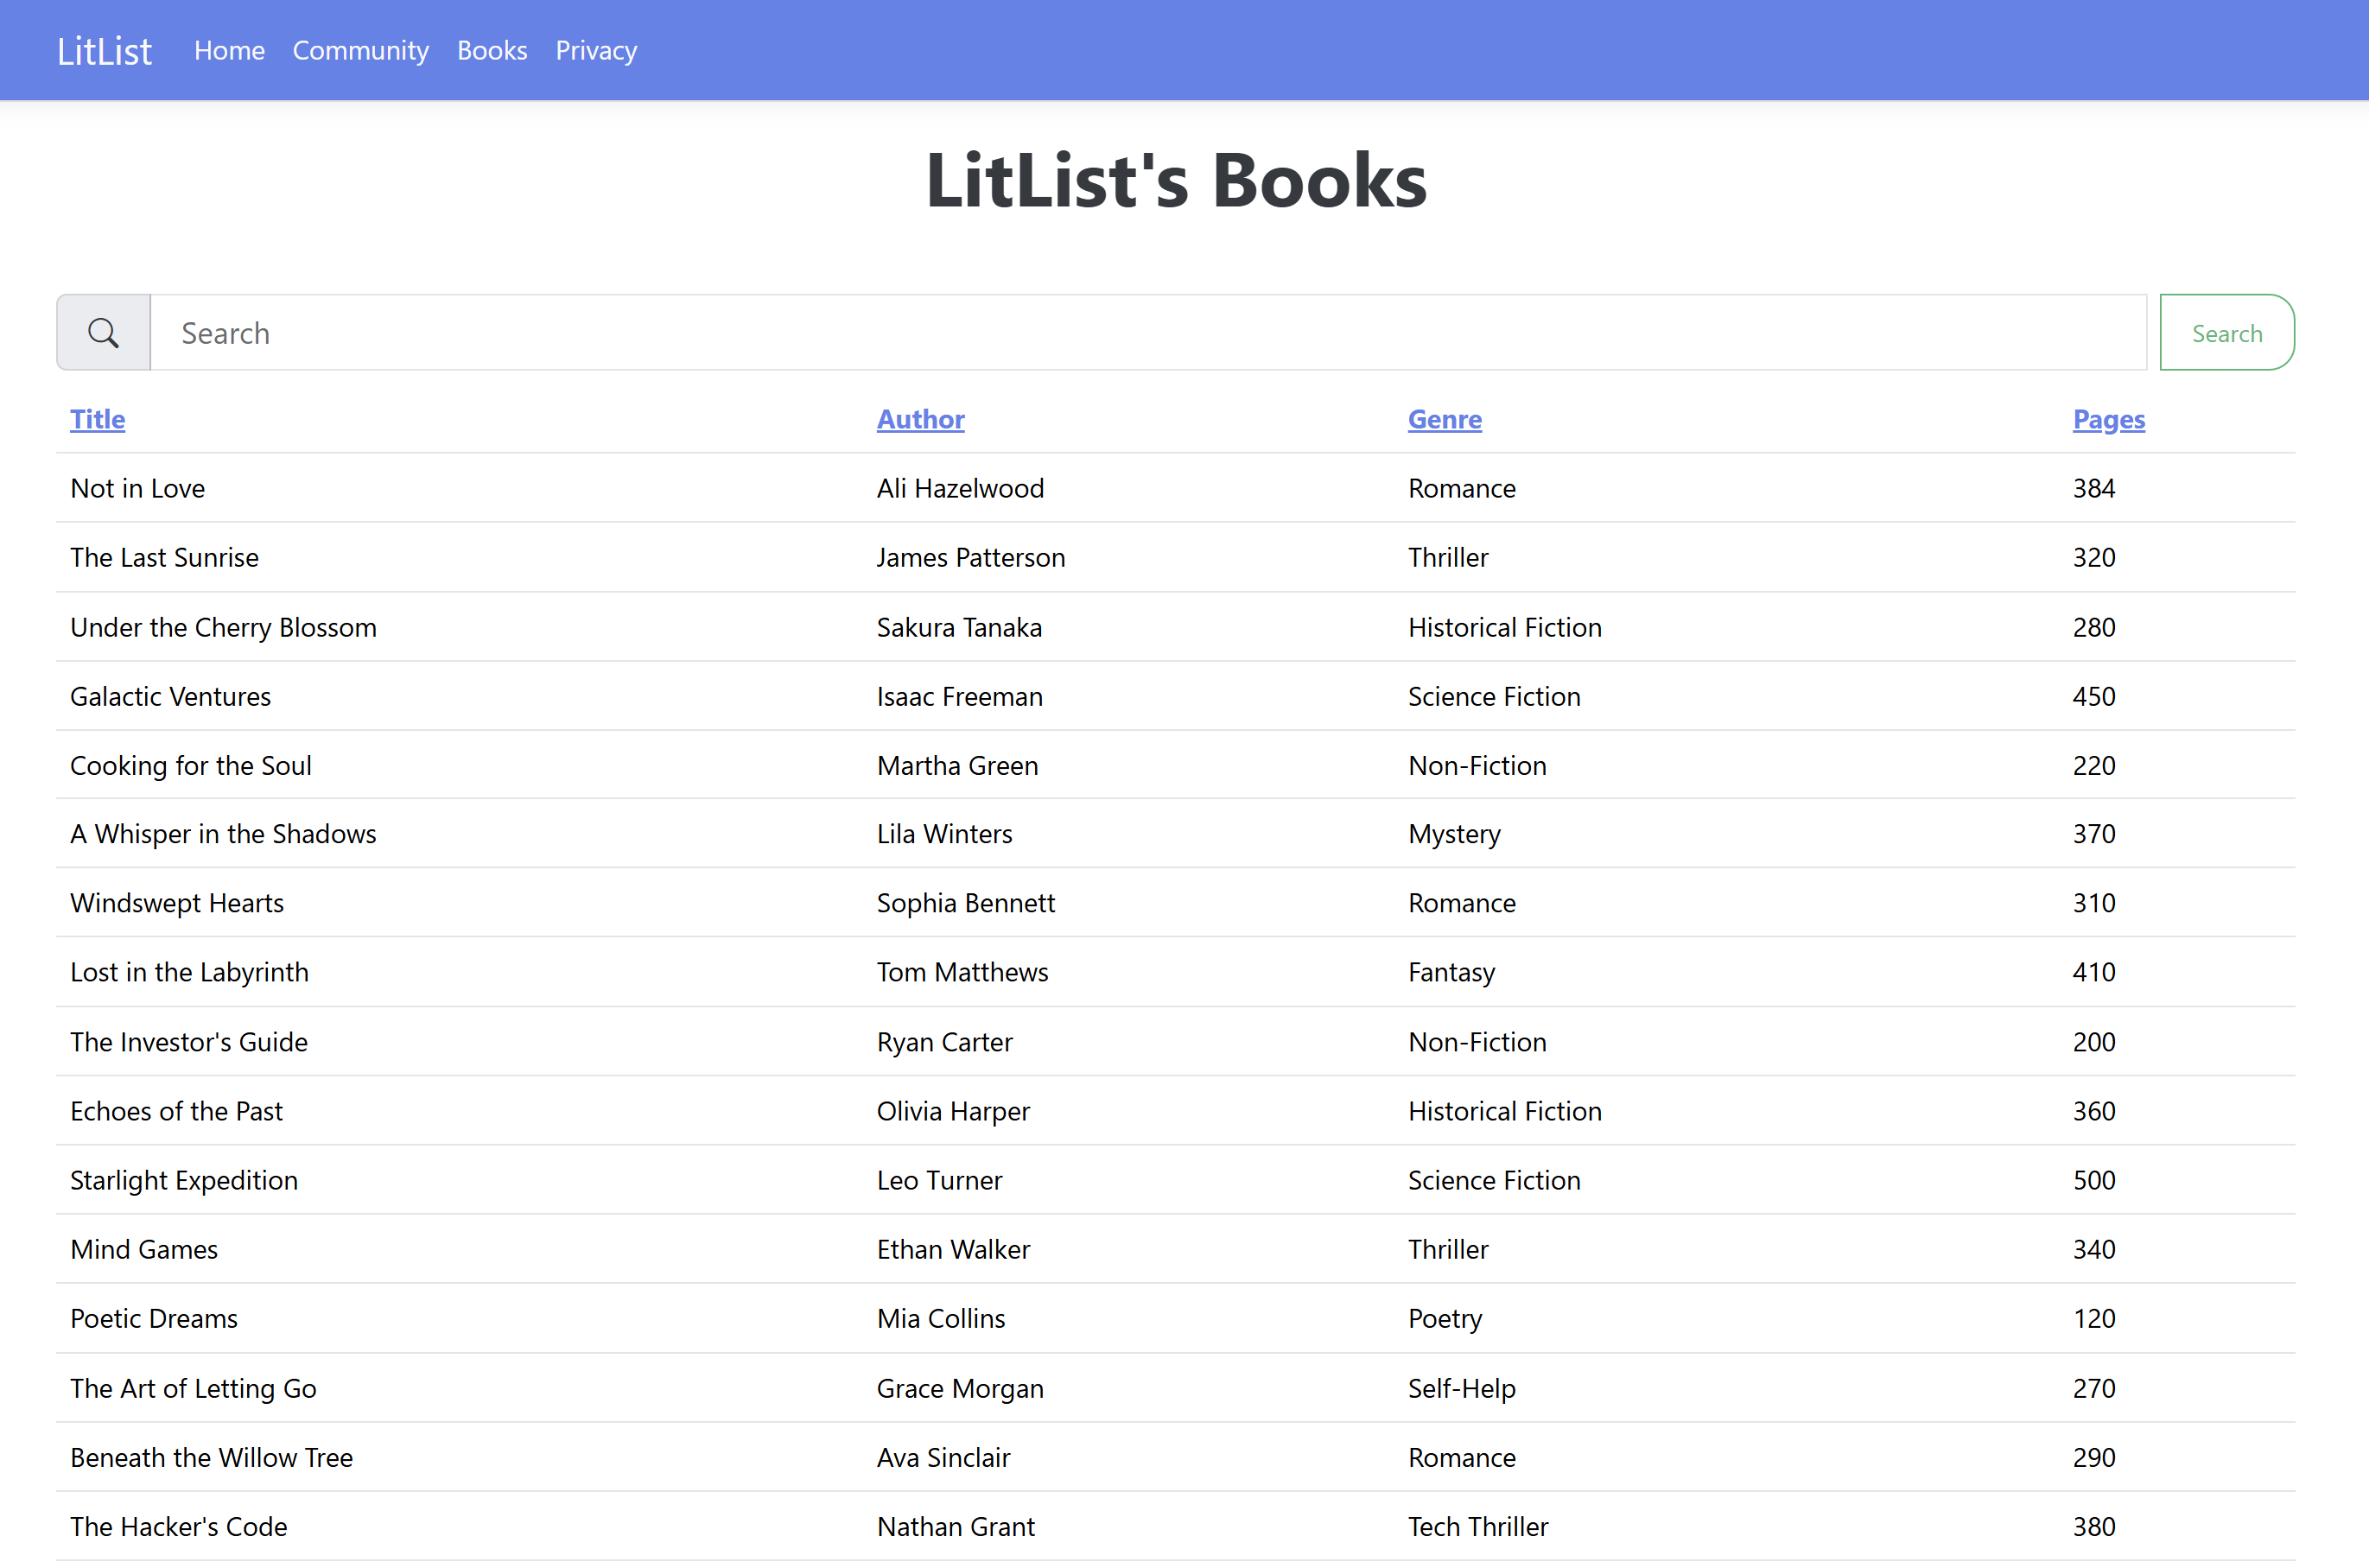 LitList Home Community Books Privacy
LitList's Books
Search Search
Title Author Genre Pages
Not in Love Ali Hazelwood Romance 384
The Last Sunrise James Patterson Thriller 320
Under the Cherry Blossom Sakura Tanaka Historical Fiction 280
Galactic Ventures Isaac Freeman Science Fiction 450
Cooking for the Soul Martha Green Non-Fiction 220
A Whisper in the Shadows Lila Winters Mystery 370
Windswept Hearts Sophia Bennett Romance 310
Lost in the Labyrinth Tom Matthews Fantasy 410
The Investor's Guide Ryan Carter Non-Fiction 200
Echoes of the Past Olivia Harper Historical Fiction 360
Starlight Expedition Leo Turner Science Fiction 500
Mind Games Ethan Walker Thriller 340
Poetic Dreams Mia Collins Poetry 120
The Art of Letting Go Grace Morgan Self-Help 270
Beneath the Willow Tree Ava Sinclair Romance 290
The Hacker's Code Nathan Grant Tech Thriller 380